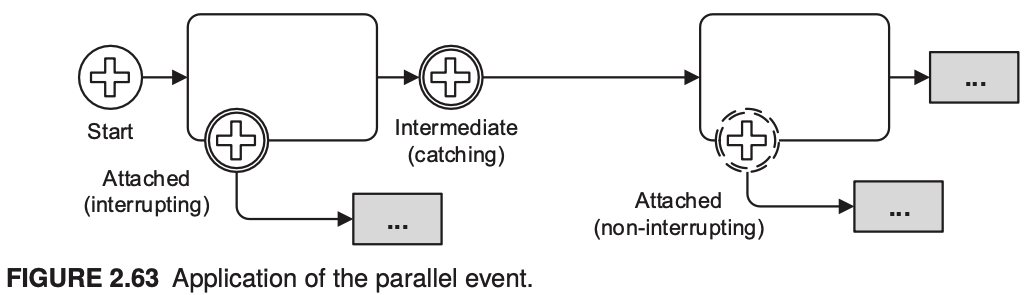 Start
Intermediate
(catching)
Attached
(interrupting)
...
...
Attached
(non-interrupting)
...
FIGURE 2.63 Application of the parallel event.